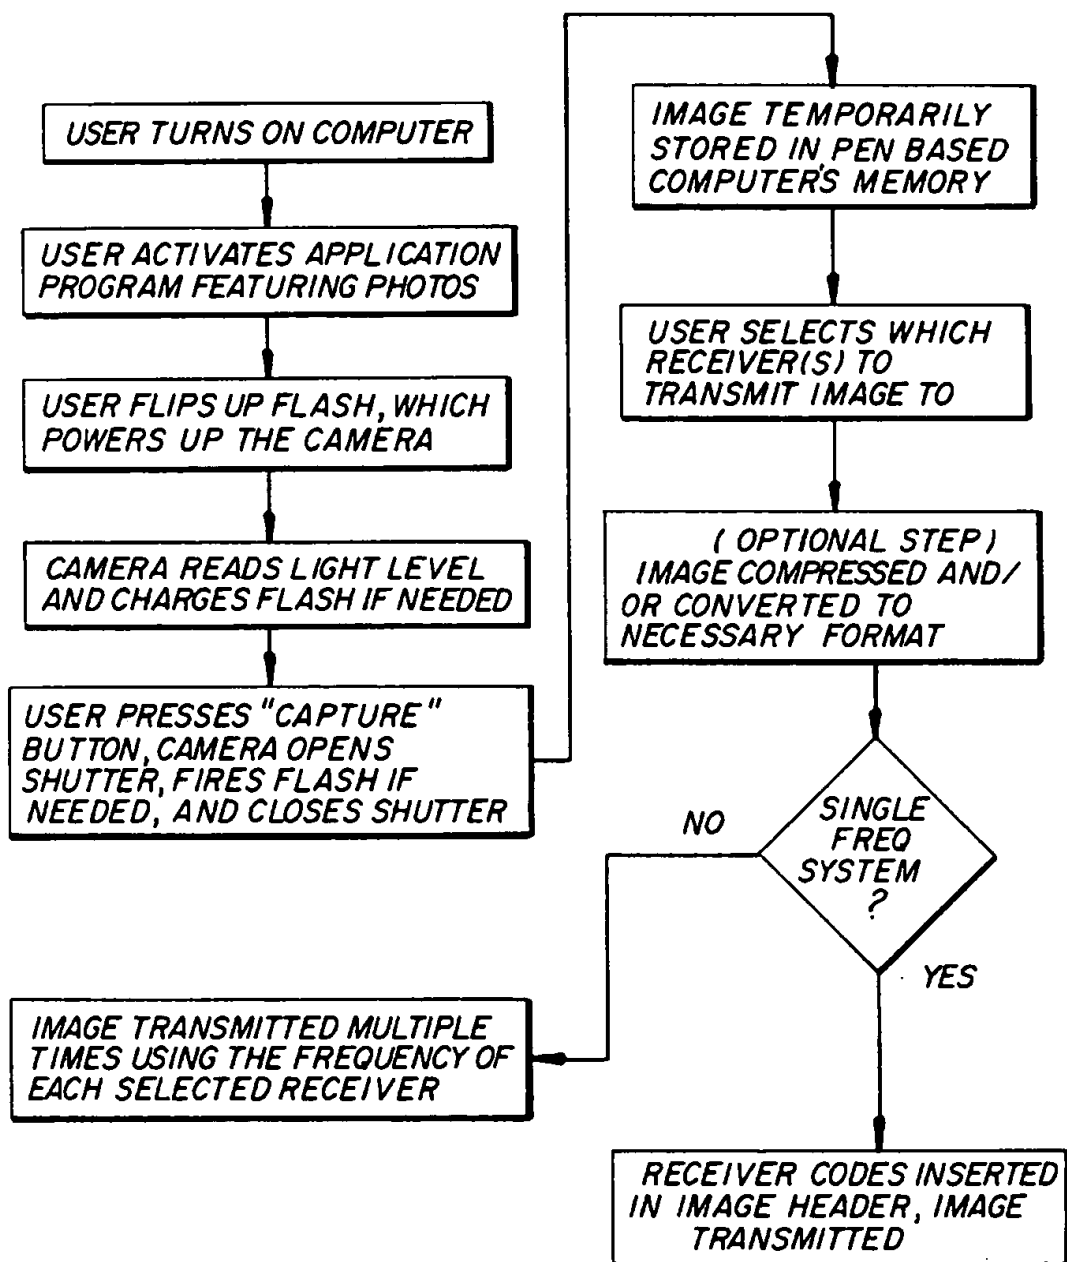 USER TURNS ON COMPUTER
USER ACTIVATES APPLICATION
PROGRAM FEATURING PHOTOS
USER FLIPS UP FLASH, WHICH
POWERS UP THE CAMERA
CAMERA READS LIGHT LEVEL
AND CHARGES FLASH IF NEEDED
USER PRESSES "CAPTURE"
BUTTON, CAMERA OPENS
SHUTTER, FIRES FLASH IF
NEEDED, AND CLOSES SHUTTER
IMAGE TEMPORARILY
STORED IN PEN BASED
COMPUTER'S MEMORY
USER SELECTS WHICH
RECEIVER(S) TO
TRANSMIT IMAGE TO
(OPTIONAL STEP)
IMAGE COMPRESSED AND/
OR CONVERTED TO
NECESSARY FORMAT
SINGLE
FREQ
SYSTEM
?
NO
YES
IMAGE TRANSMITTED MULTIPLE
TIMES USING THE FREQUENCY OF
EACH SELECTED RECEIVER
RECEIVER CODES INSERTED
IN IMAGE HEADER, IMAGE
TRANSMITTED